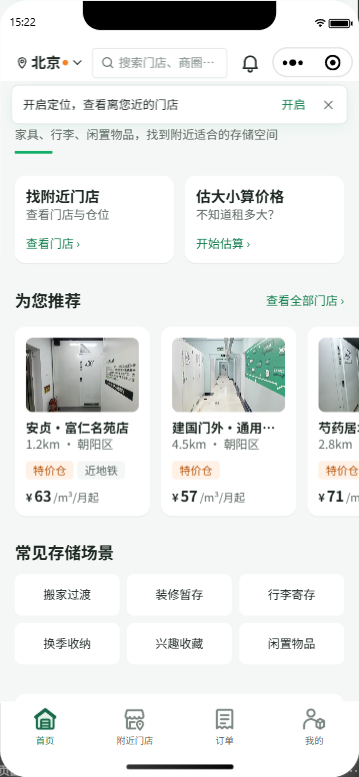 15:22
北京
搜索门店、商圈…
开启定位，查看离您近的门店
开启
家具、行李、闲置物品，找到附近适合的存储空间
找附近门店
估大小算价格
查看门店与仓位
不知道租多大？
查看门店 ›
开始估算 ›
为您推荐
查看全部门店 ›
安贞·富仁名苑店
建国门外·通用…
芍药居
1.2km · 朝阳区
4.5km · 朝阳区
2.8km
特价仓
近地铁
特价仓
特价
¥63/m³/月起
¥57/m³/月起
¥71/m
常见存储场景
搬家过渡
装修暂存
行李寄存
换季收纳
兴趣收藏
闲置物品
首页
附近门店
订单
我的